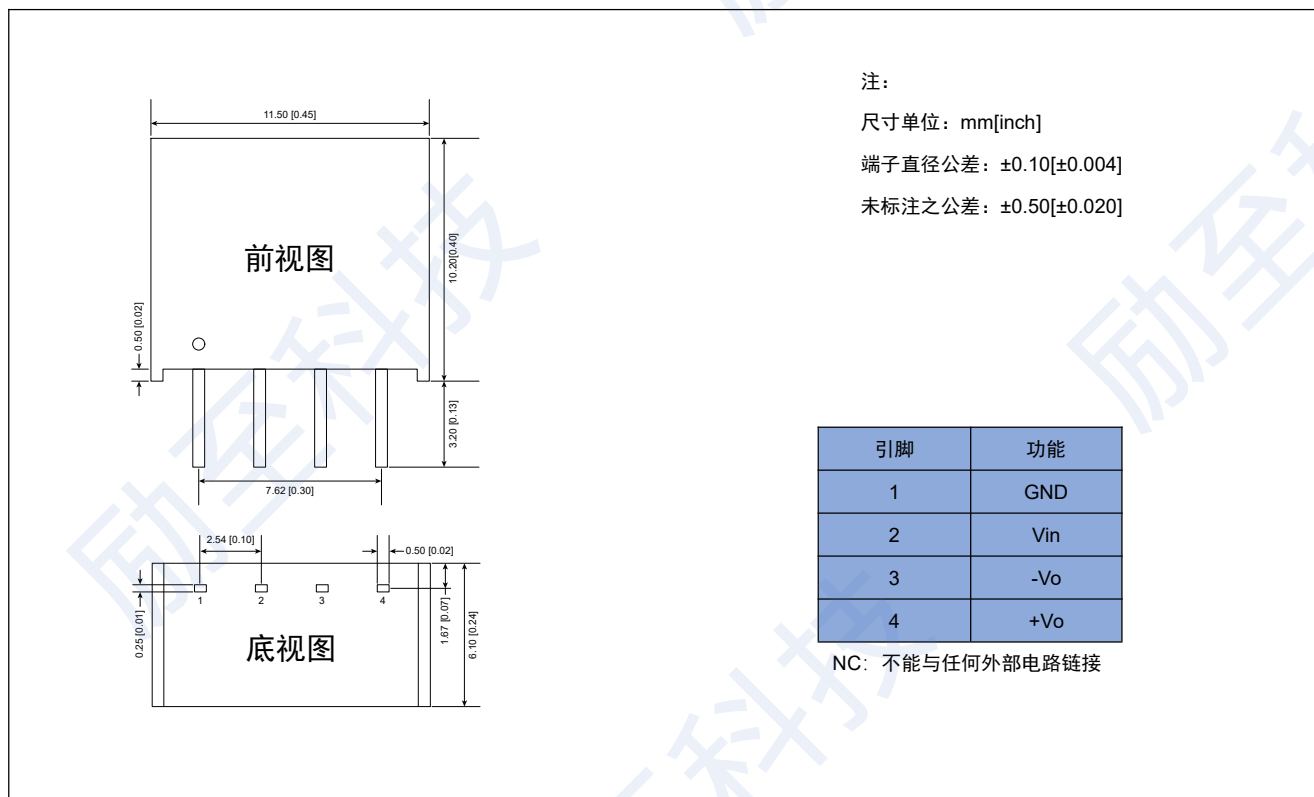 11.50 [0.45]
前视图
10.20[0.40]
0.50 [0.02]
3.20 [0.13]
7.62 [0.30]
2.54 [0.10]
0.50 [0.02]
1 2 3 4
0.25 [0.01]
1.67 [0.07]
6.10 [0.24]
底视图
注：
尺寸单位：mm[inch]
端子直径公差：±0.10[±0.004]
未标注之公差：±0.50[±0.020]
引脚 功能
1 GND
2 Vin
3 -Vo
4 +Vo
NC：不能与任何外部电路链接
励至科技
励至科
至科技